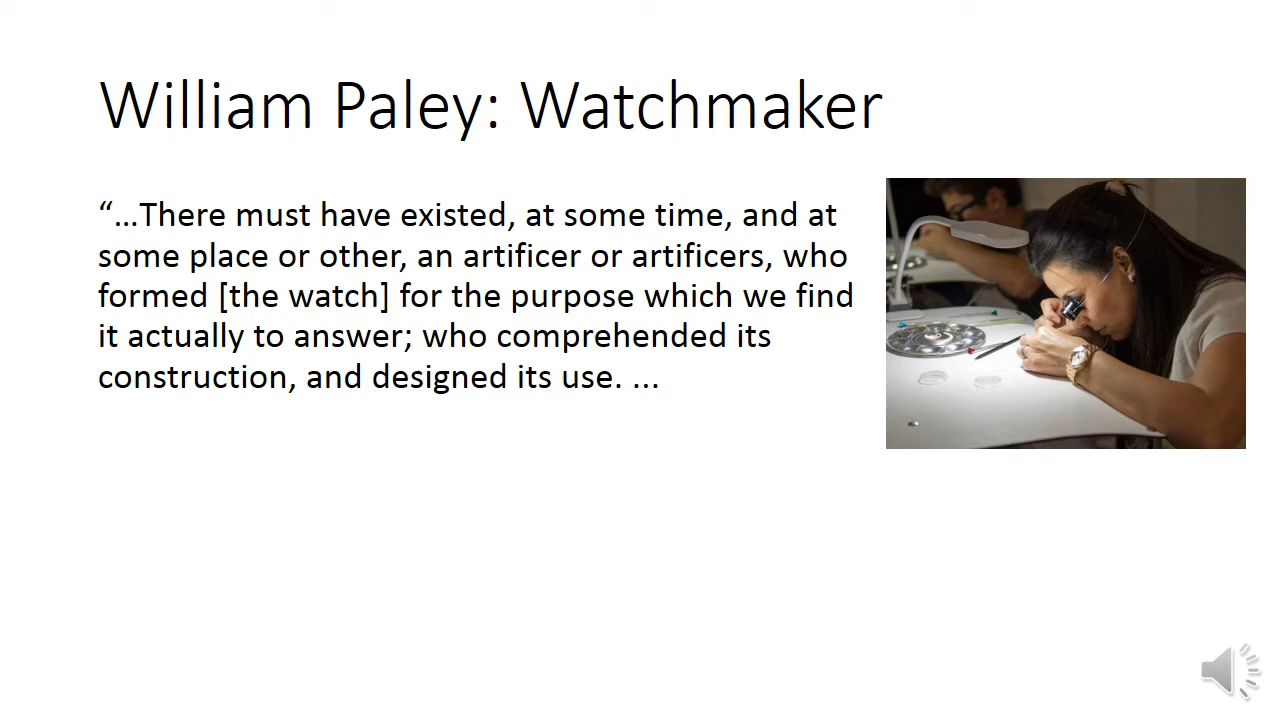 William Paley: Watchmaker
“...There must have existed, at some time, and at
some place or other, an artificer or artificers, who
formed [the watch] for the purpose which we find
it actually to answer; who comprehended its
construction, and designed its use. ...